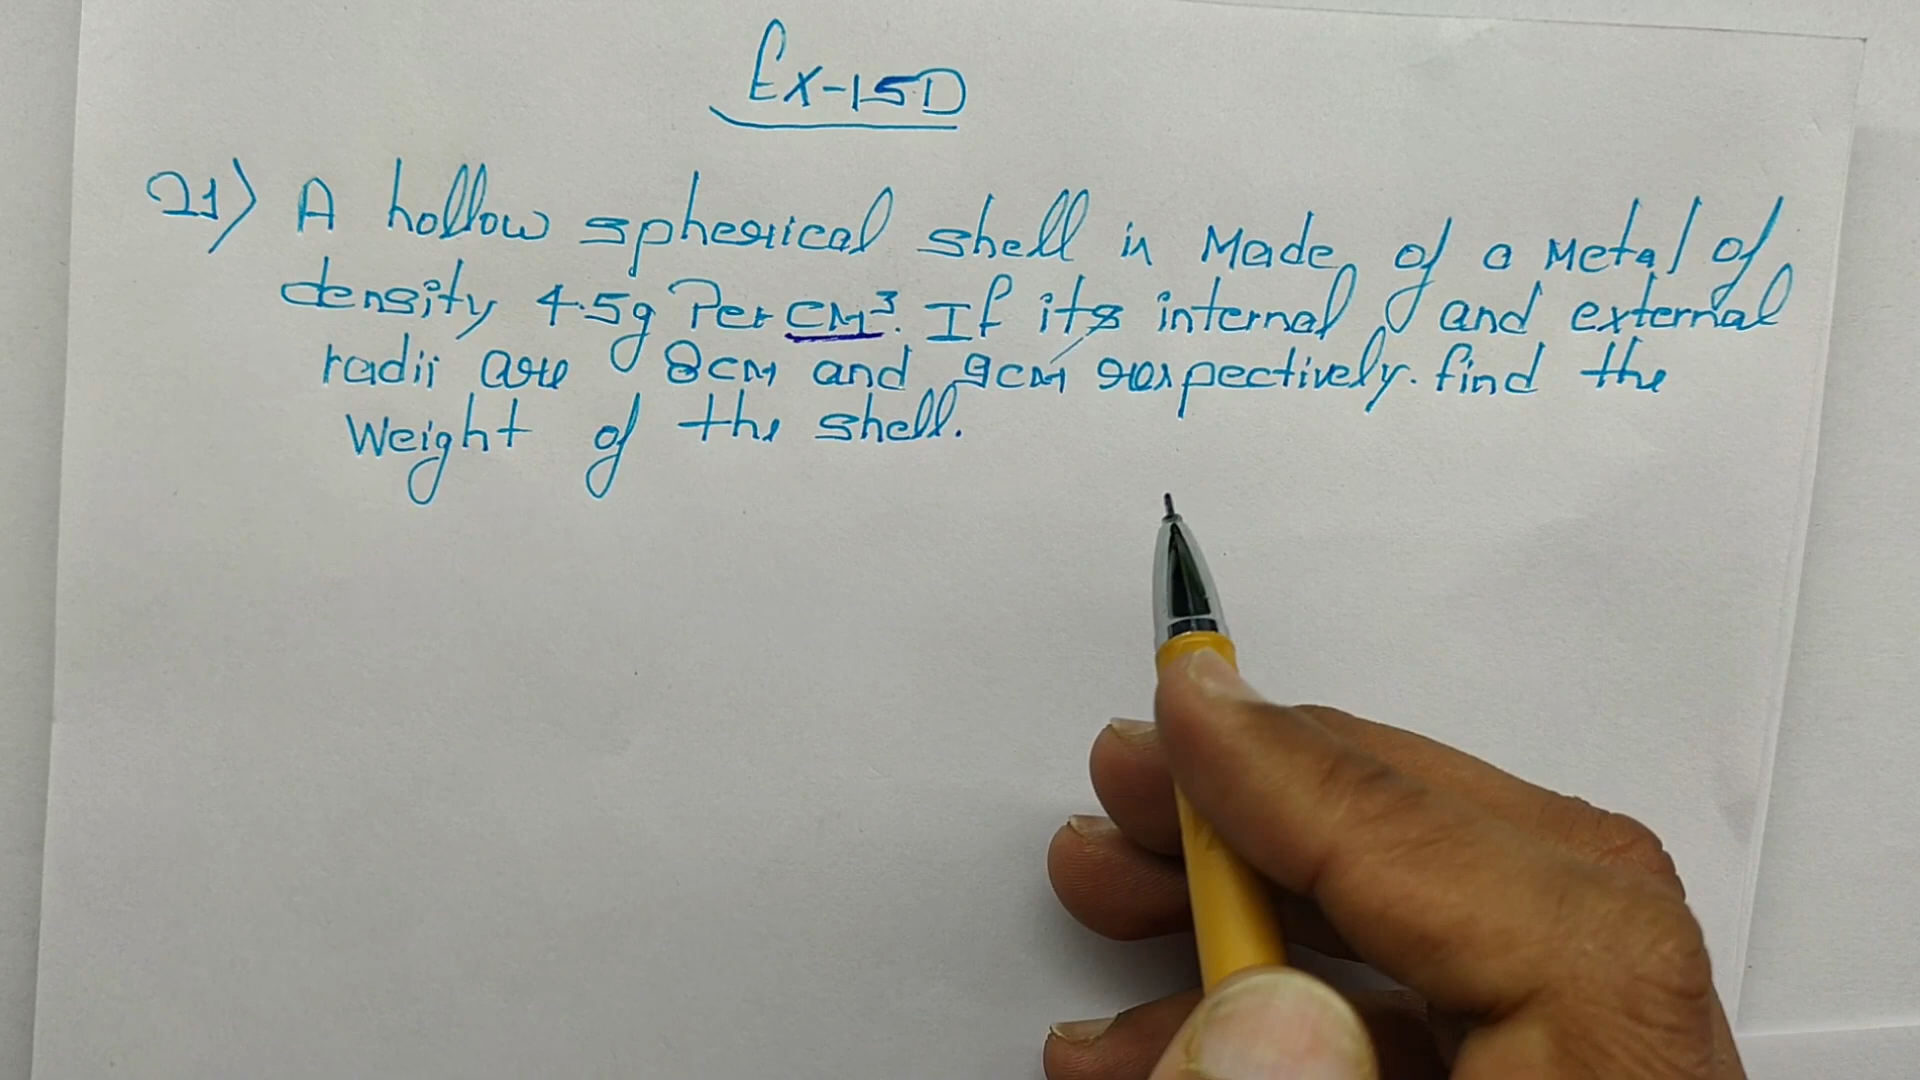 Ex-15D
21) A hollow spherical shell in Made of a Metal of
density 4.5g Per CM³. If its internal and external
radii are 8CM and 9CM respectively. find the
Weight of the shell.